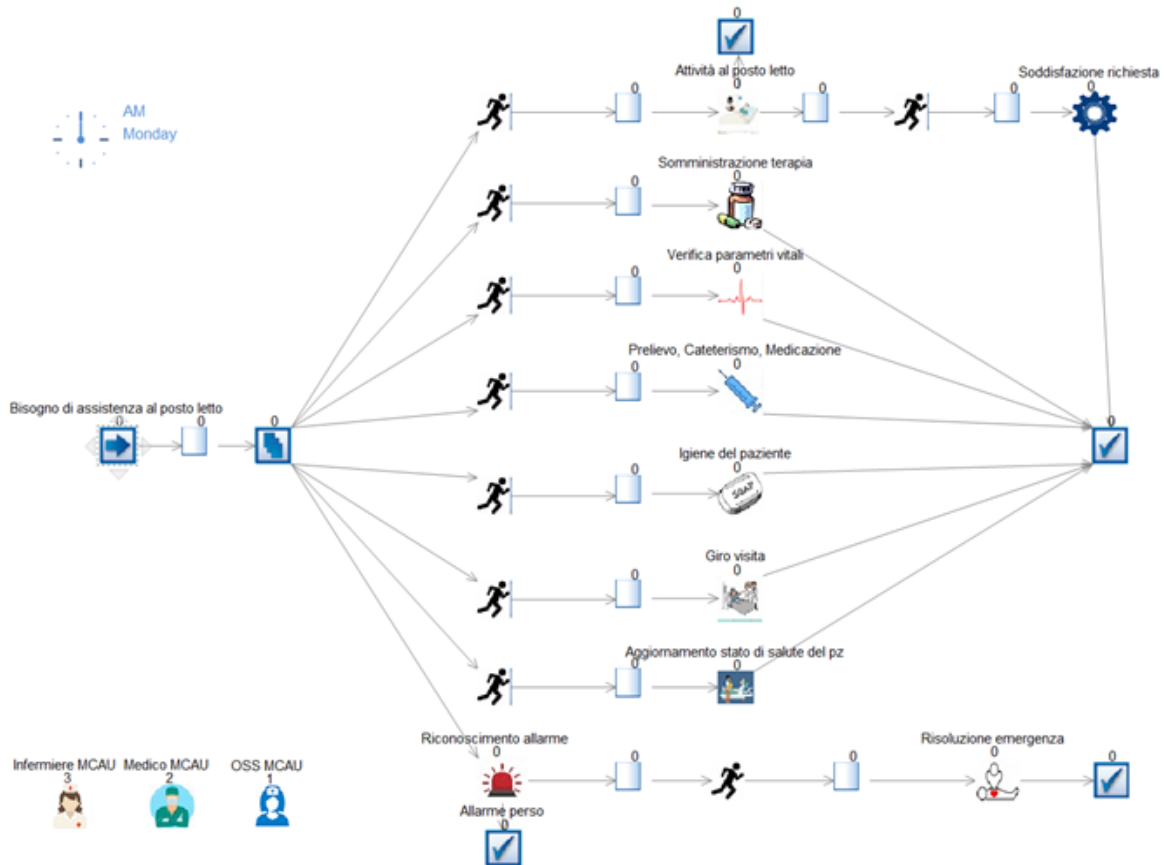 0
Attività al posto letto
0
0
0
0
Soddisfazione richiesta
0
AM
Monday
Somministrazione terapia
0
0
Verifica parametri vitali
0
0
Prelievo, Cateterismo, Medicazione
0
0
Bisogno di assistenza al posto letto
0
0
0
0
Igiene del paziente
0
0
Giro visita
0
0
Aggiornamento stato di salute del pz
0
0
Riconoscimento allarme
0
0
0
Risoluzione emergenza
0
0
Infermiere MCAU
3
Medico MCAU
2
OSS MCAU
1
Allarme perso
0
SOAP